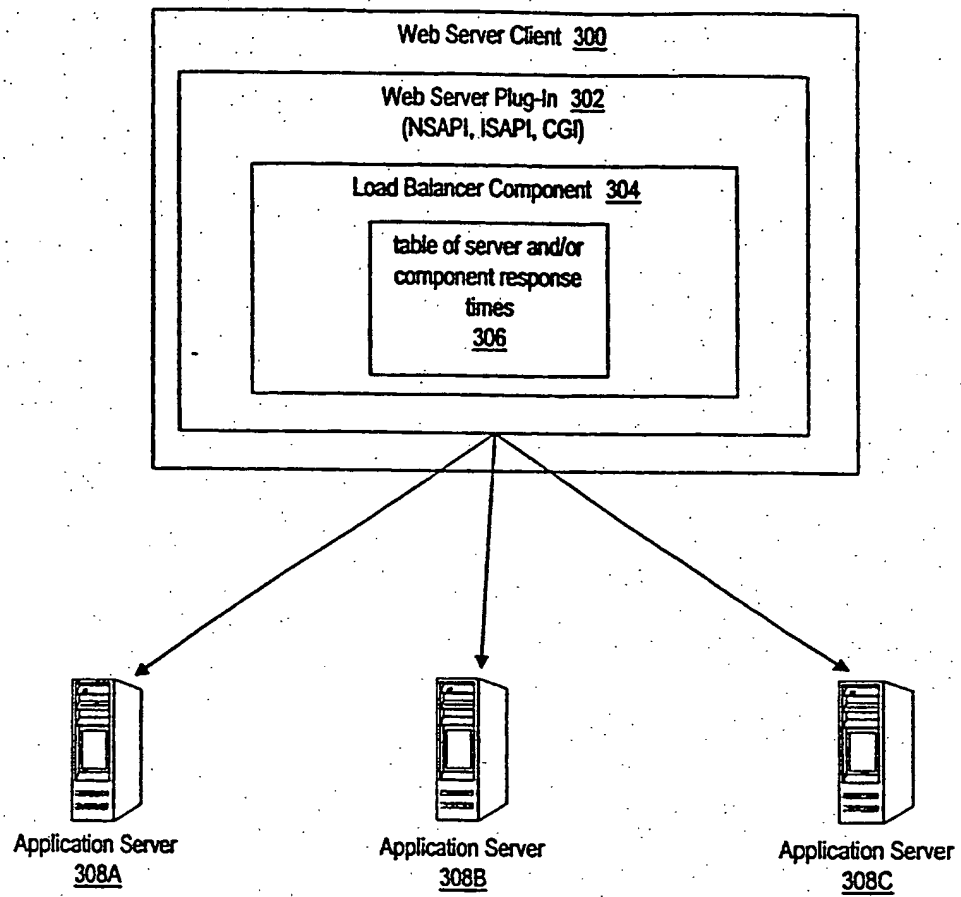 Web Server Client 300
Web Server Plug-In 302
(NSAPI, ISAPI, CGI)
Load Balancer Component 304
table of server and/or
component response
times
306
Application Server
308A
Application Server
308B
Application Server
308C